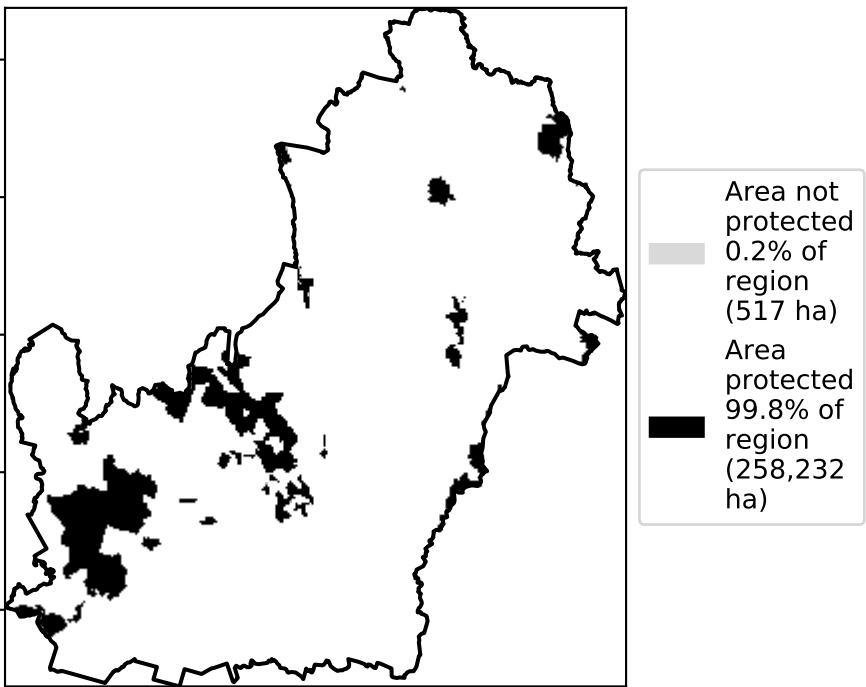 Area not
protected
0.2% of
region
(517 ha)
Area
protected
99.8% of
region
(258,232
ha)